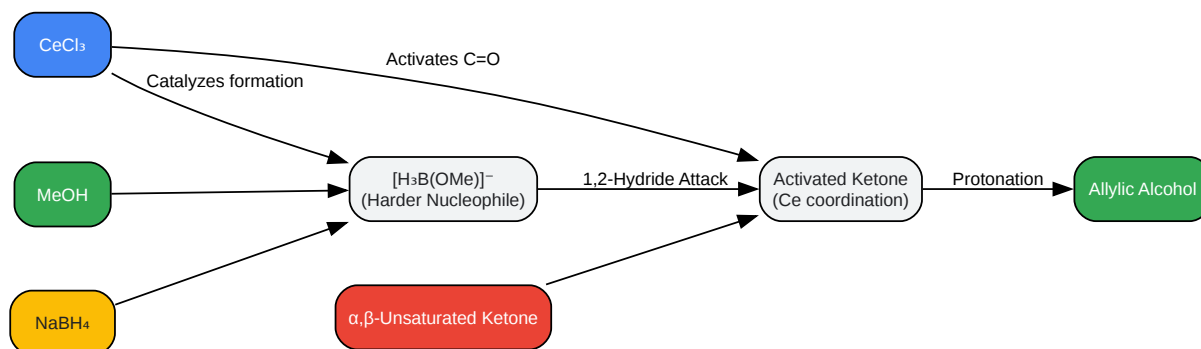 CeCl₃
Activates C=O
Catalyzes formation
MeOH
[H₃B(OMe)]⁻
(Harder Nucleophile)
1,2-Hydride Attack
Activated Ketone
(Ce coordination)
Protonation
Allylic Alcohol
NaBH₄
α,β-Unsaturated Ketone